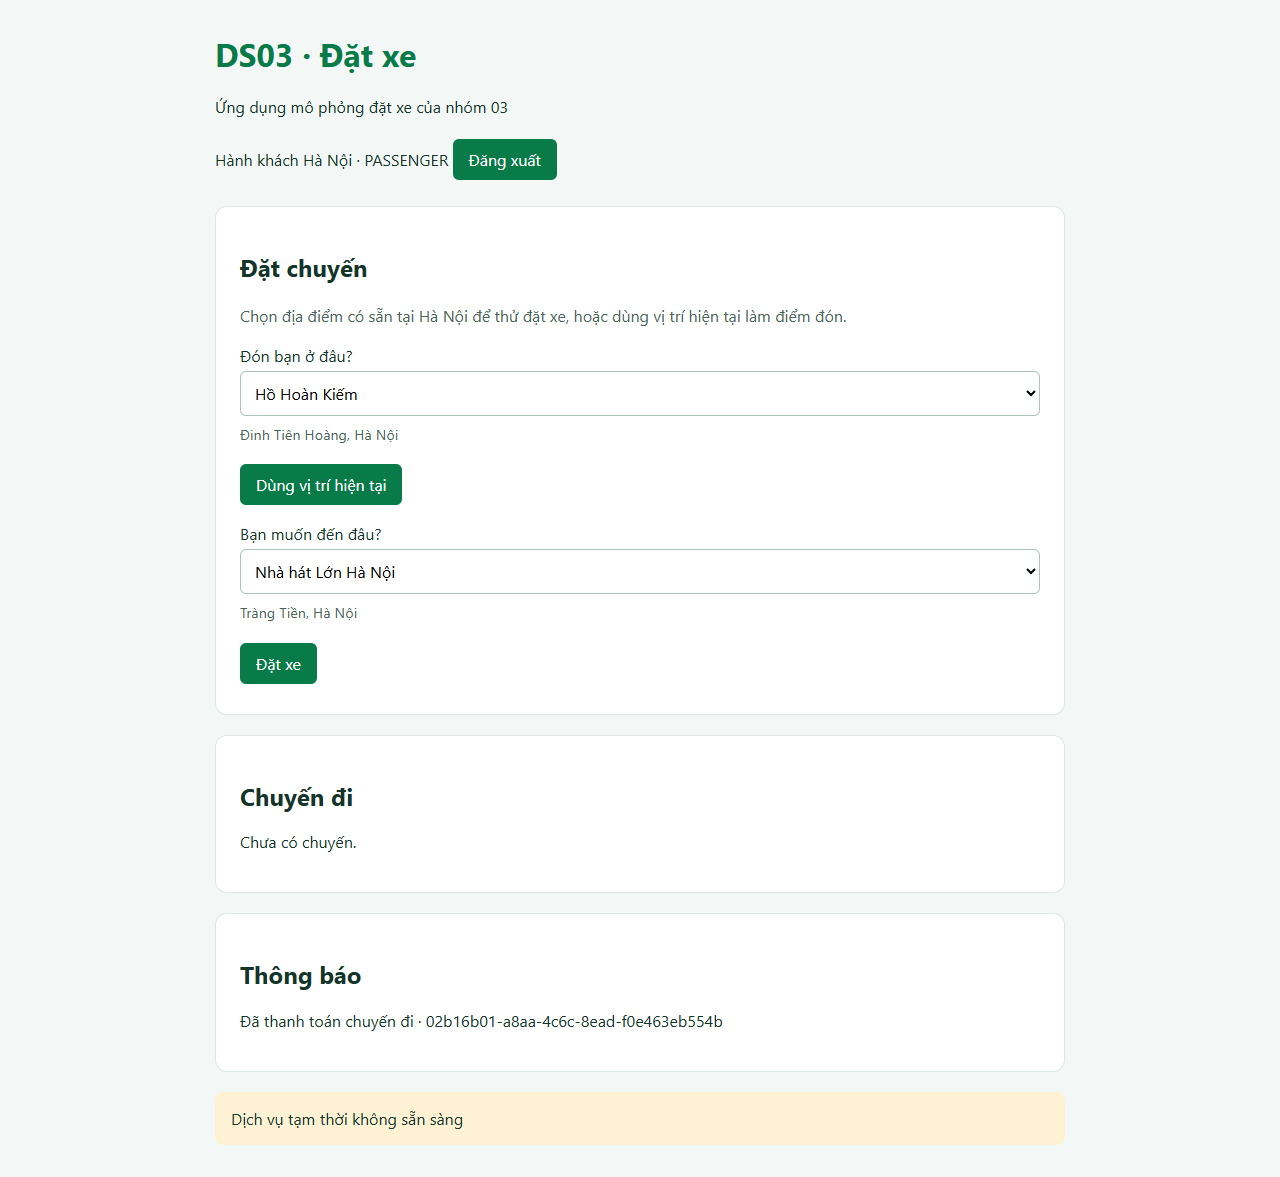 DS03 · Đặt xe
Ứng dụng mô phỏng đặt xe của nhóm 03
Hành khách Hà Nội · PASSENGER Đăng xuất
Đặt chuyến
Chọn địa điểm có sẵn tại Hà Nội để thử đặt xe, hoặc dùng vị trí hiện tại làm điểm đón.
Đón bạn ở đâu?
Hồ Hoàn Kiếm
Đinh Tiên Hoàng, Hà Nội
Dùng vị trí hiện tại
Bạn muốn đến đâu?
Nhà hát Lớn Hà Nội
Tràng Tiền, Hà Nội
Đặt xe
Chuyến đi
Chưa có chuyến.
Thông báo
Đã thanh toán chuyến đi · 02b16b01-a8aa-4c6c-8ead-f0e463eb554b
Dịch vụ tạm thời không sẵn sàng